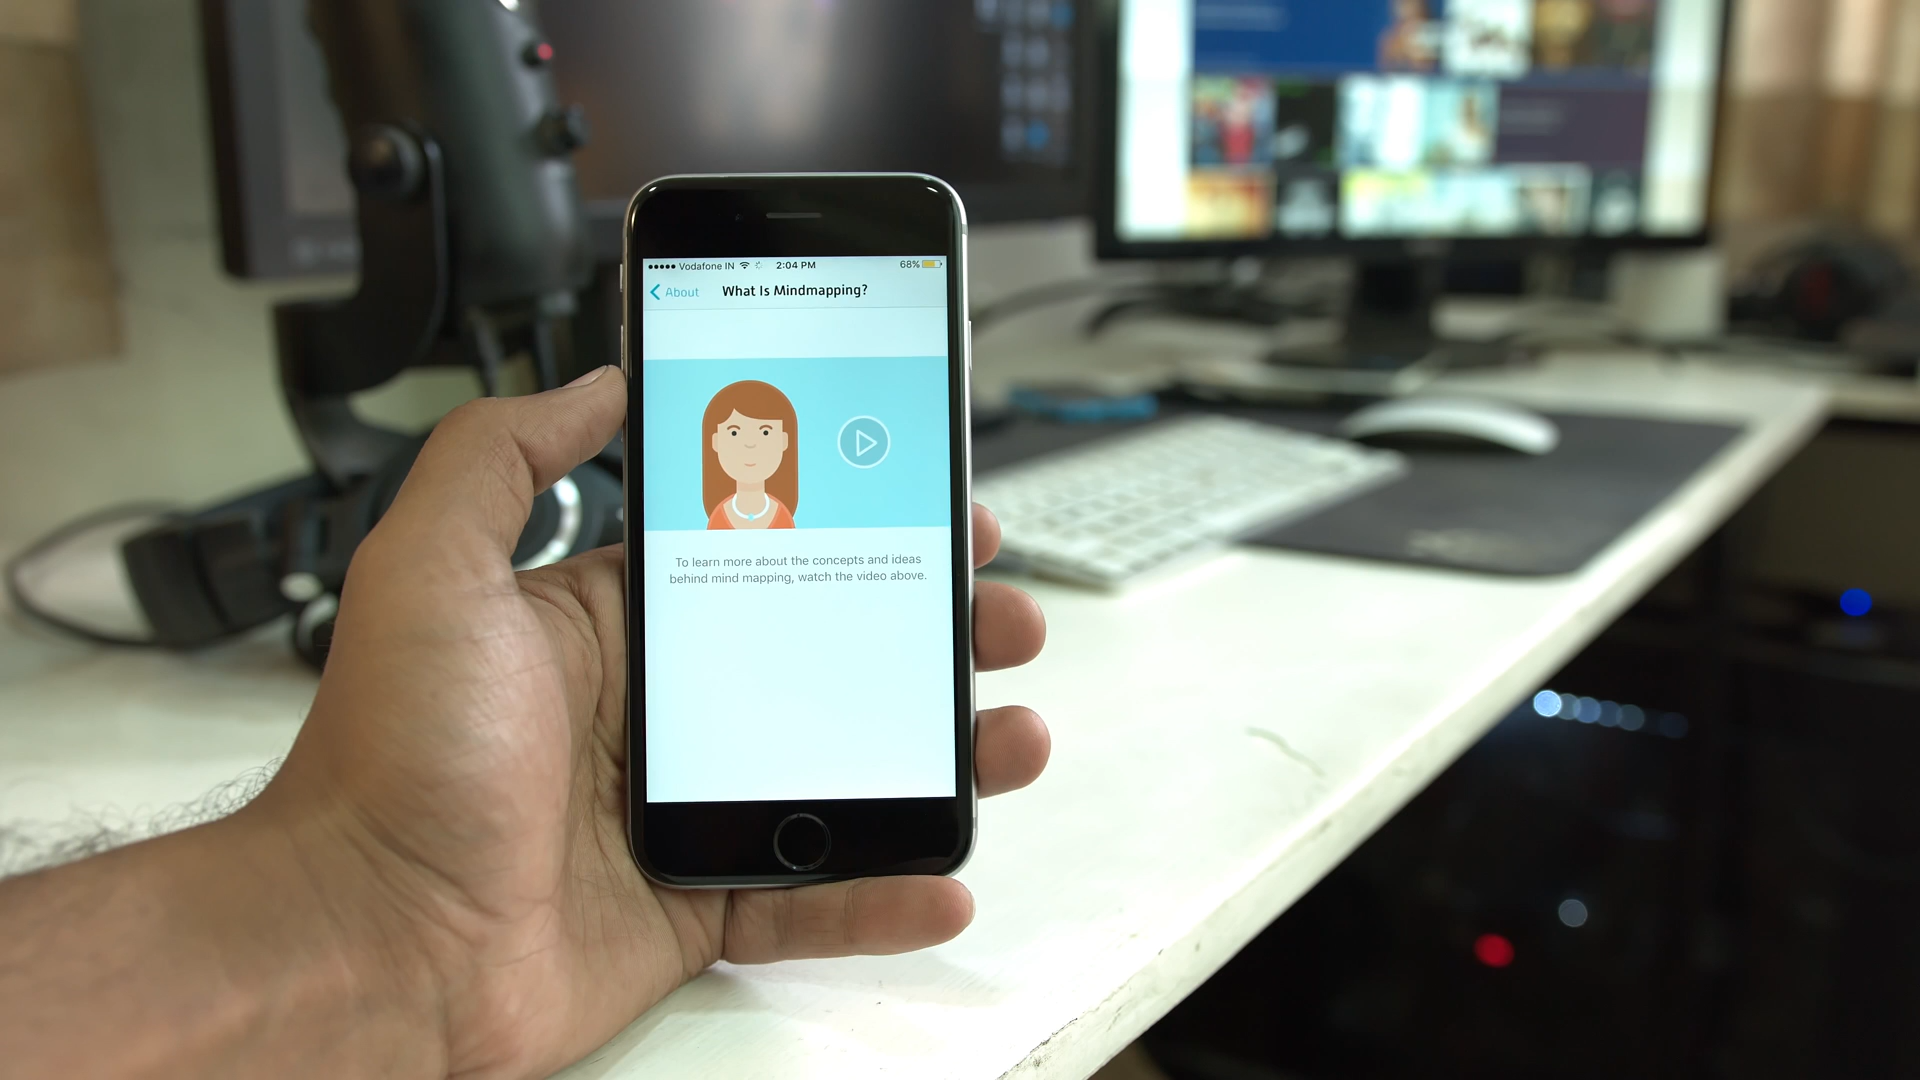 Vodafone IN 2:04 PM 68%
About What Is Mindmapping?
To learn more about the concepts and ideas
behind mind mapping, watch the video above.